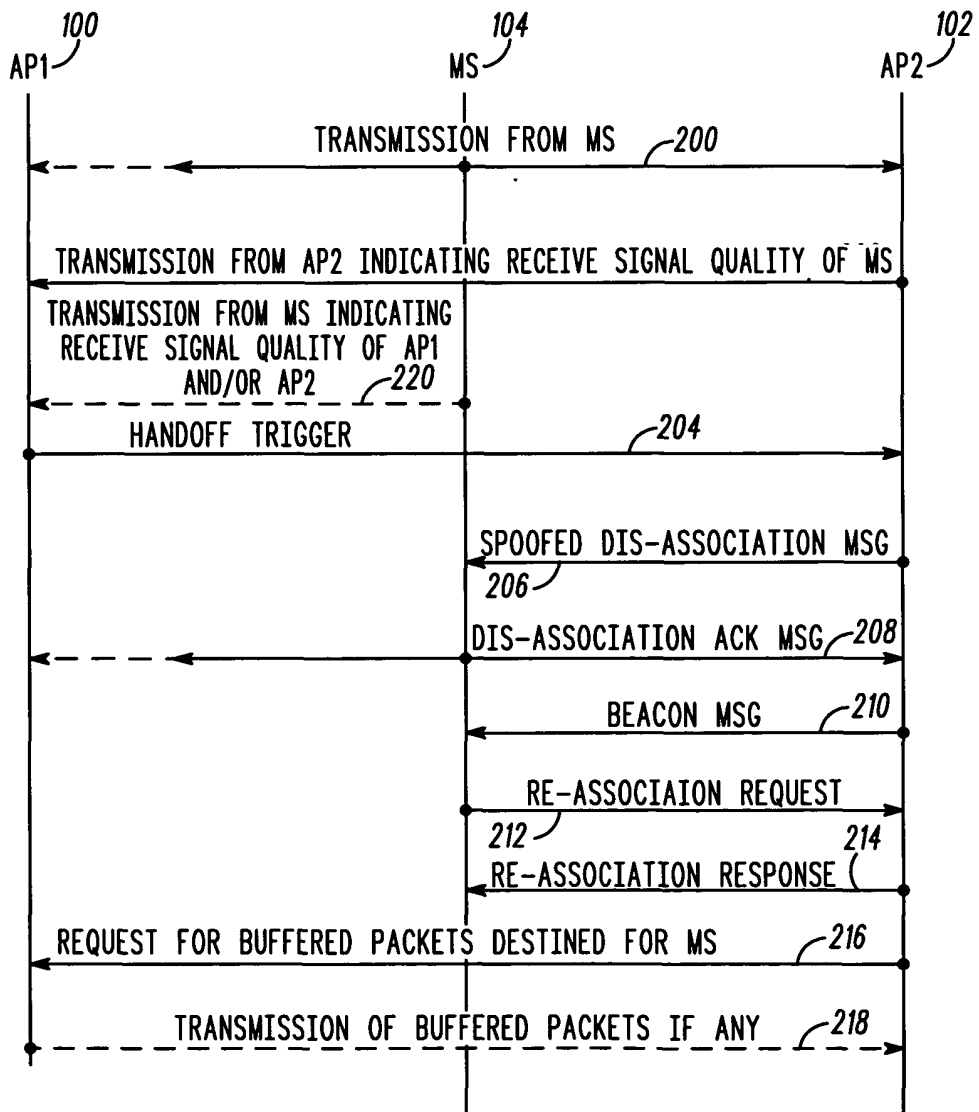 100
104
102
AP1
MS
AP2
TRANSMISSION FROM MS
200
TRANSMISSION FROM AP2 INDICATING RECEIVE SIGNAL QUALITY OF MS
TRANSMISSION FROM MS INDICATING
RECEIVE SIGNAL QUALITY OF AP1
AND/OR AP2
220
HANDOFF TRIGGER
204
SPOOFED DIS-ASSOCIATION MSG
206
DIS-ASSOCIATION ACK MSG
208
BEACON MSG
210
RE-ASSOCIAION REQUEST
212
214
RE-ASSOCIATION RESPONSE
REQUEST FOR BUFFERED PACKETS DESTINED FOR MS
216
TRANSMISSION OF BUFFERED PACKETS IF ANY
218